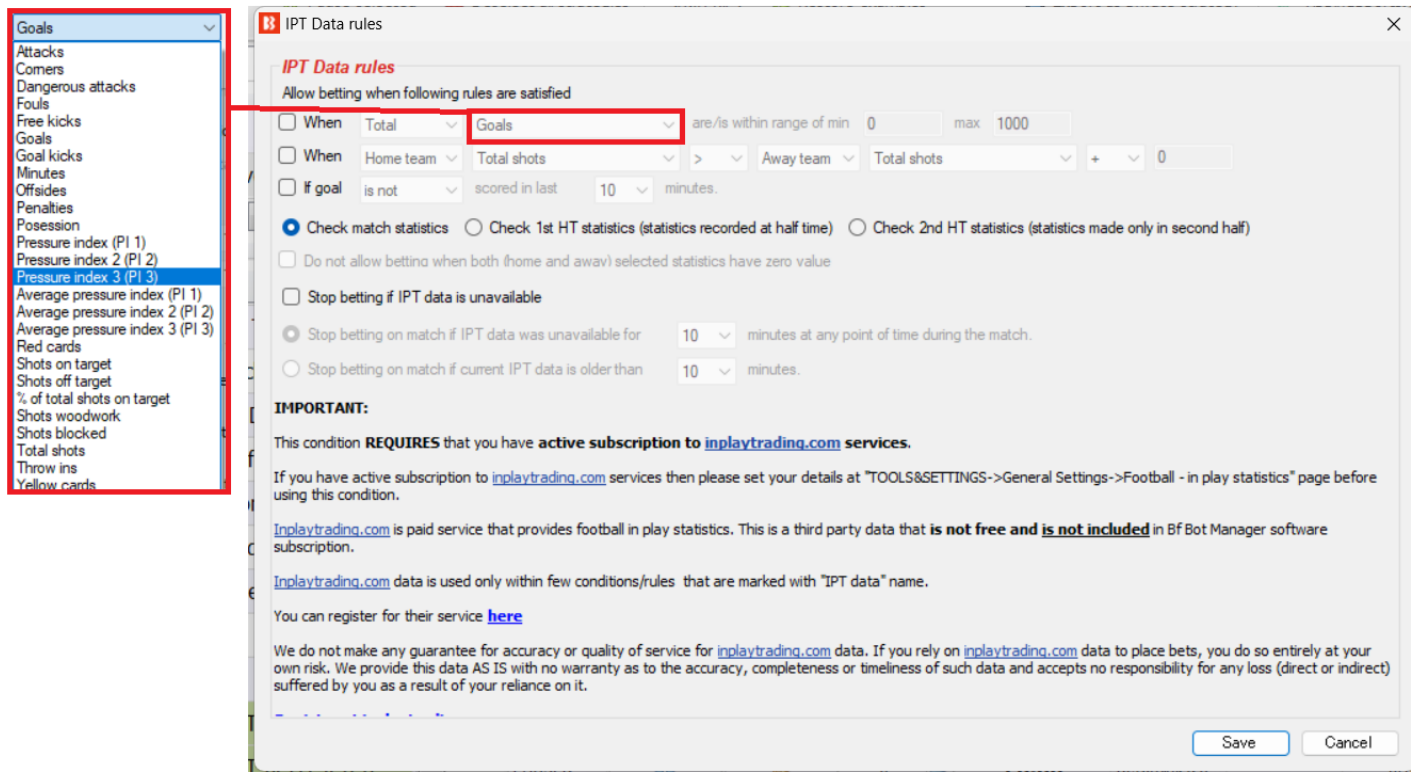 Goals
Attacks
Corners
Dangerous attacks
Fouls
Free kicks
Goals
Goal kicks
Minutes
Offsides
Penalties
Posession
Pressure index (PI 1)
Pressure index 2 (PI 2)
Pressure index 3 (PI 3)
Average pressure index (PI 1)
Average pressure index 2 (PI 2)
Average pressure index 3 (PI 3)
Red cards
Shots on target
Shots off target
% of total shots on target
Shots woodwork
Shots blocked
Total shots
Throw ins
Yellow cards
IPT Data rules
IPT Data rules
Allow betting when following rules are satisfied
When Total Goals are/is within range of min 0 max 1000
When Home team Total shots > Away team Total shots + 0
If goal is not scored in last 10 minutes.
Check match statistics Check 1st HT statistics (statistics recorded at half time) Check 2nd HT statistics (statistics made only in second half)
Do not allow betting when both (home and away) selected statistics have zero value
Stop betting if IPT data is unavailable
Stop betting on match if IPT data was unavailable for 10 minutes at any point of time during the match.
Stop betting on match if current IPT data is older than 10 minutes.
IMPORTANT:
This condition REQUIRES that you have active subscription to inplaytrading.com services.
If you have active subscription to inplaytrading.com services then please set your details at "TOOLS&SETTINGS->General Settings->Football - in play statistics" page before
using this condition.
Inplaytrading.com is paid service that provides football in play statistics. This is a third party data that is not free and is not included in Bf Bot Manager software
subscription.
Inplaytrading.com data is used only within few conditions/rules that are marked with "IPT data" name.
You can register for their service here
We do not make any guarantee for accuracy or quality of service for inplaytrading.com data. If you rely on inplaytrading.com data to place bets, you do so entirely at your
own risk. We provide this data AS IS with no warranty as to the accuracy, completeness or timeliness of such data and accepts no responsibility for any loss (direct or indirect)
suffered by you as a result of your reliance on it.
Save Cancel